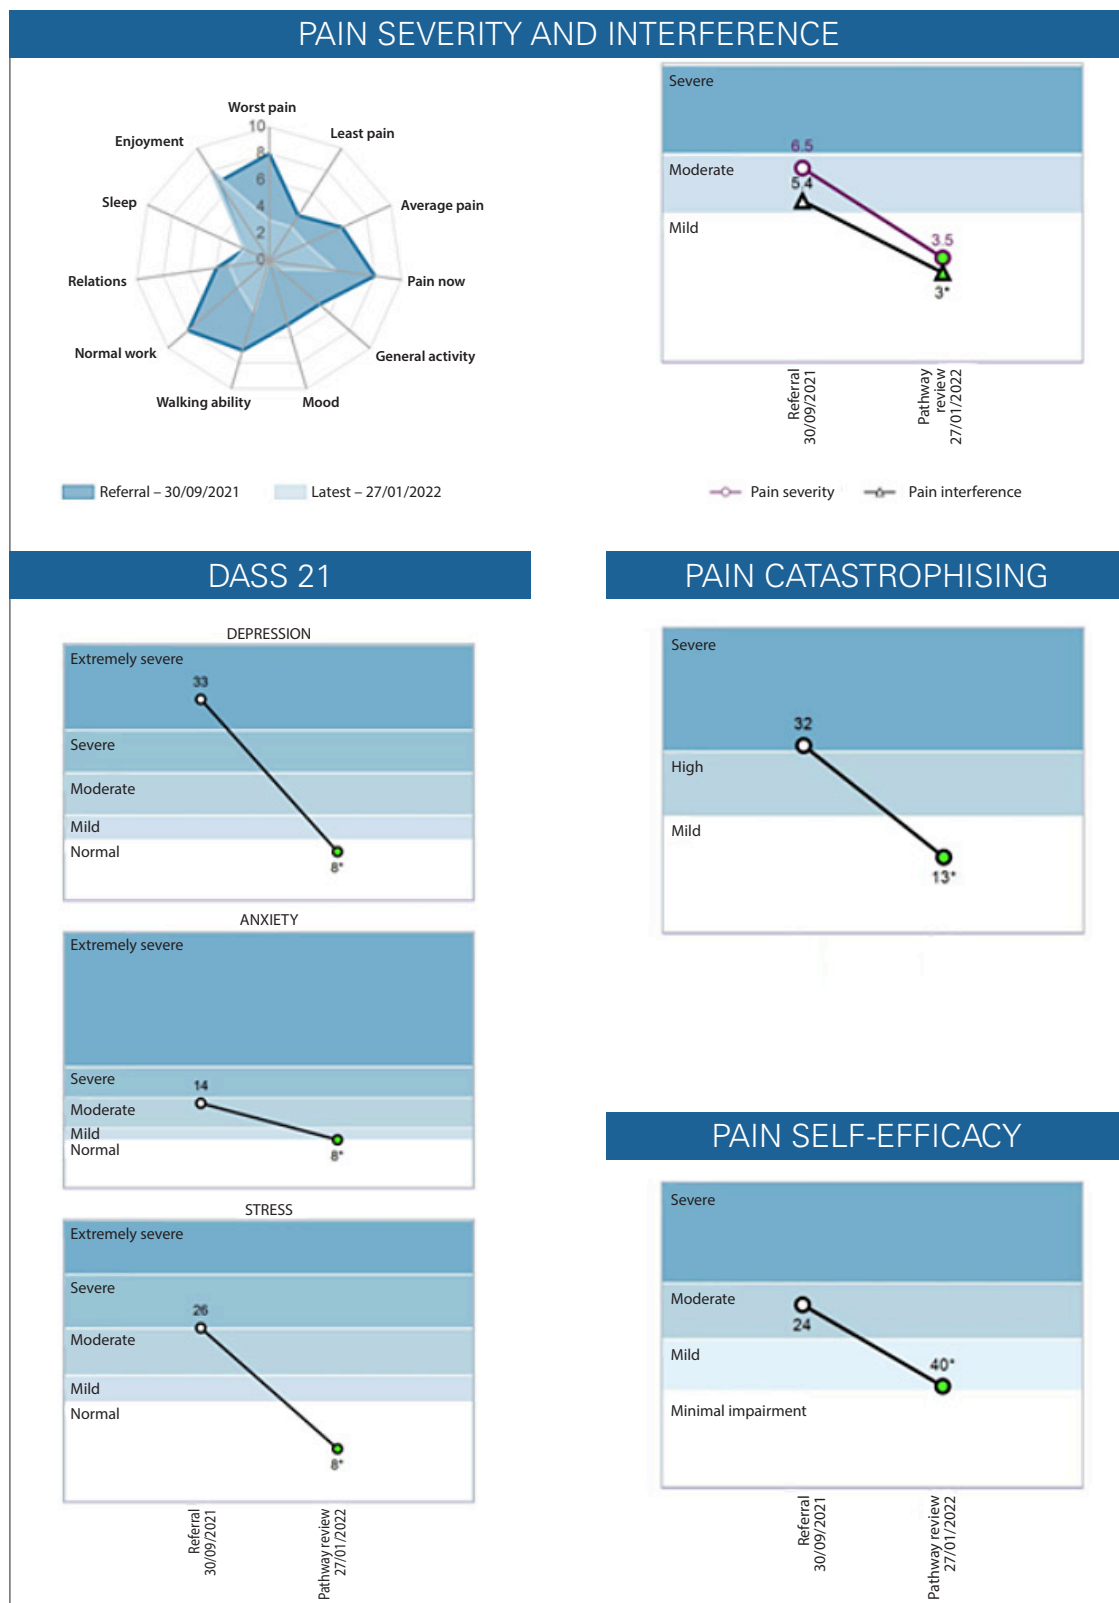 PAIN SEVERITY AND INTERFERENCE
Worst pain
Least pain
Average pain
Pain now
General activity
Mood
Walking ability
Normal work
Relations
Sleep
Enjoyment
10
8
6
4
2
0
Referral – 30/09/2021
Latest – 27/01/2022
Severe
Moderate
Mild
6.5
5.4
3.5
3*
Referral
30/09/2021
Pathway
review
27/01/2022
Pain severity
Pain interference
DASS 21
DEPRESSION
Extremely severe
Severe
Moderate
Mild
Normal
33
8*
ANXIETY
Extremely severe
Severe
Moderate
Mild
Normal
14
8*
STRESS
Extremely severe
Severe
Moderate
Mild
Normal
26
8*
Referral
30/09/2021
Pathway review
27/01/2022
PAIN CATASTROPHISING
Severe
High
Mild
32
13*
PAIN SELF-EFFICACY
Severe
Moderate
Mild
Minimal impairment
24
40*
Referral
30/09/2021
Pathway review
27/01/2022